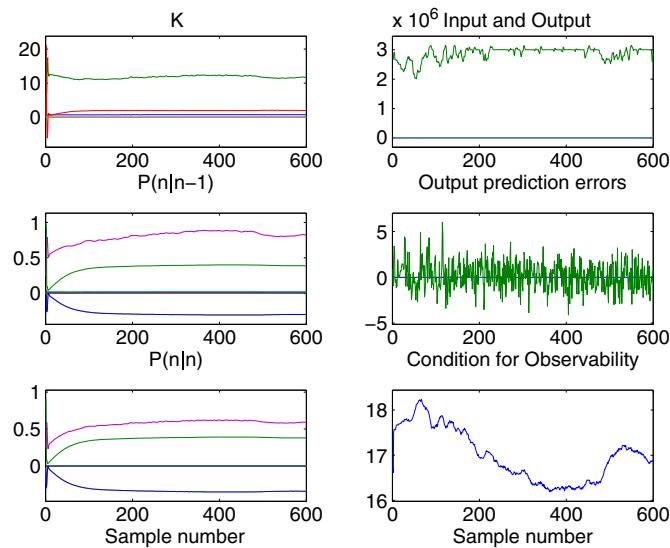 K
20
10
0
0 200 400 600
x 10^6 Input and Output
3
2
1
0
0 200 400 600
P(n|n−1)
1
0.5
0
0 200 400 600
Output prediction errors
5
0
−5
0 200 400 600
P(n|n)
1
0.5
0
0 200 400 600
Sample number
Condition for Observability
18
17
16
0 200 400 600
Sample number